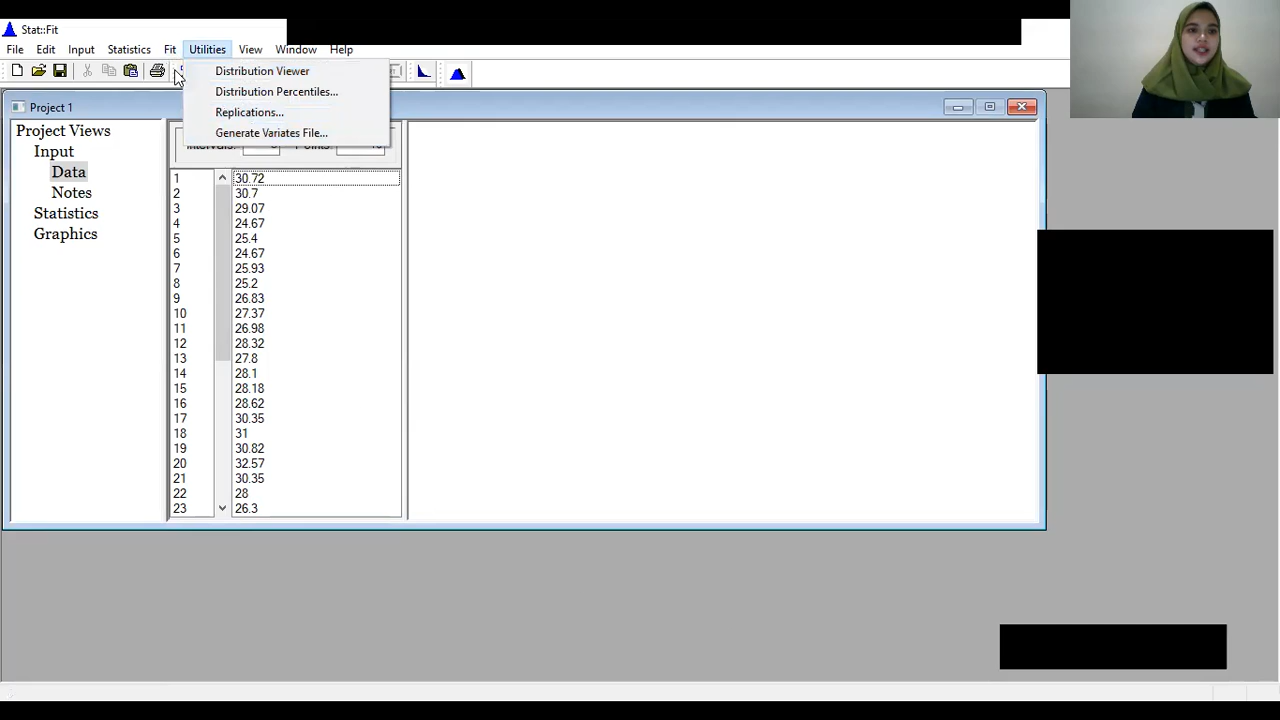 Stat::Fit
File Edit Input Statistics Fit Utilities View Window Help
Distribution Viewer
Distribution Percentiles...
Replications...
Generate Variates File...
Project 1
Project Views
Input
Data
Notes
Statistics
Graphics
Intervals: Points:
1 30.72
2 30.7
3 29.07
4 24.67
5 25.4
6 24.67
7 25.93
8 25.2
9 26.83
10 27.37
11 26.98
12 28.32
13 27.8
14 28.1
15 28.18
16 28.62
17 30.35
18 31
19 30.82
20 32.57
21 30.35
22 28
23 26.3